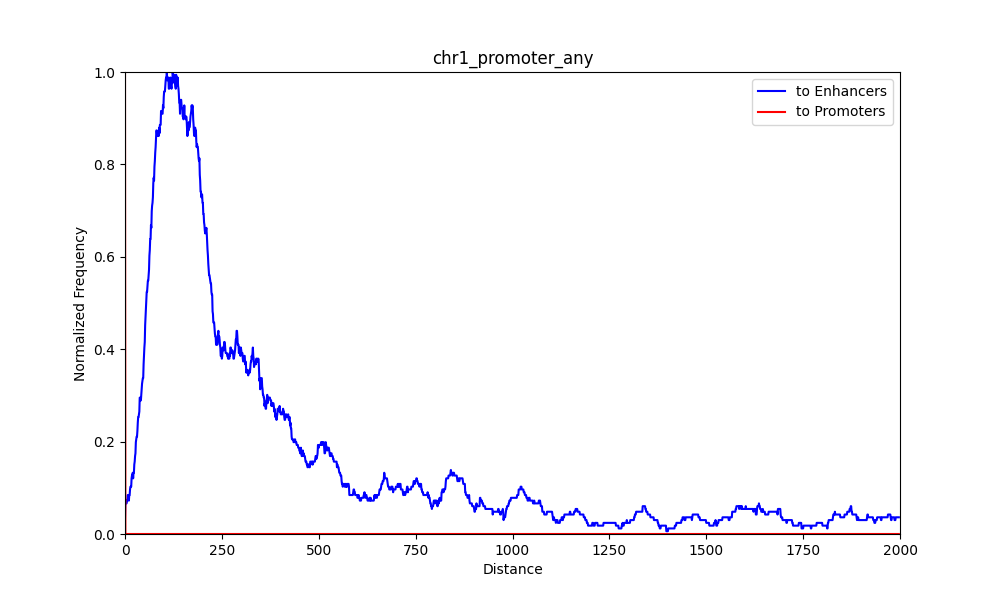 chr1_promoter_any
to Enhancers
to Promoters
1.0
0.8
0.6
0.4
0.2
0.0
Normalized Frequency
0 250 500 750 1000 1250 1500 1750 2000
Distance